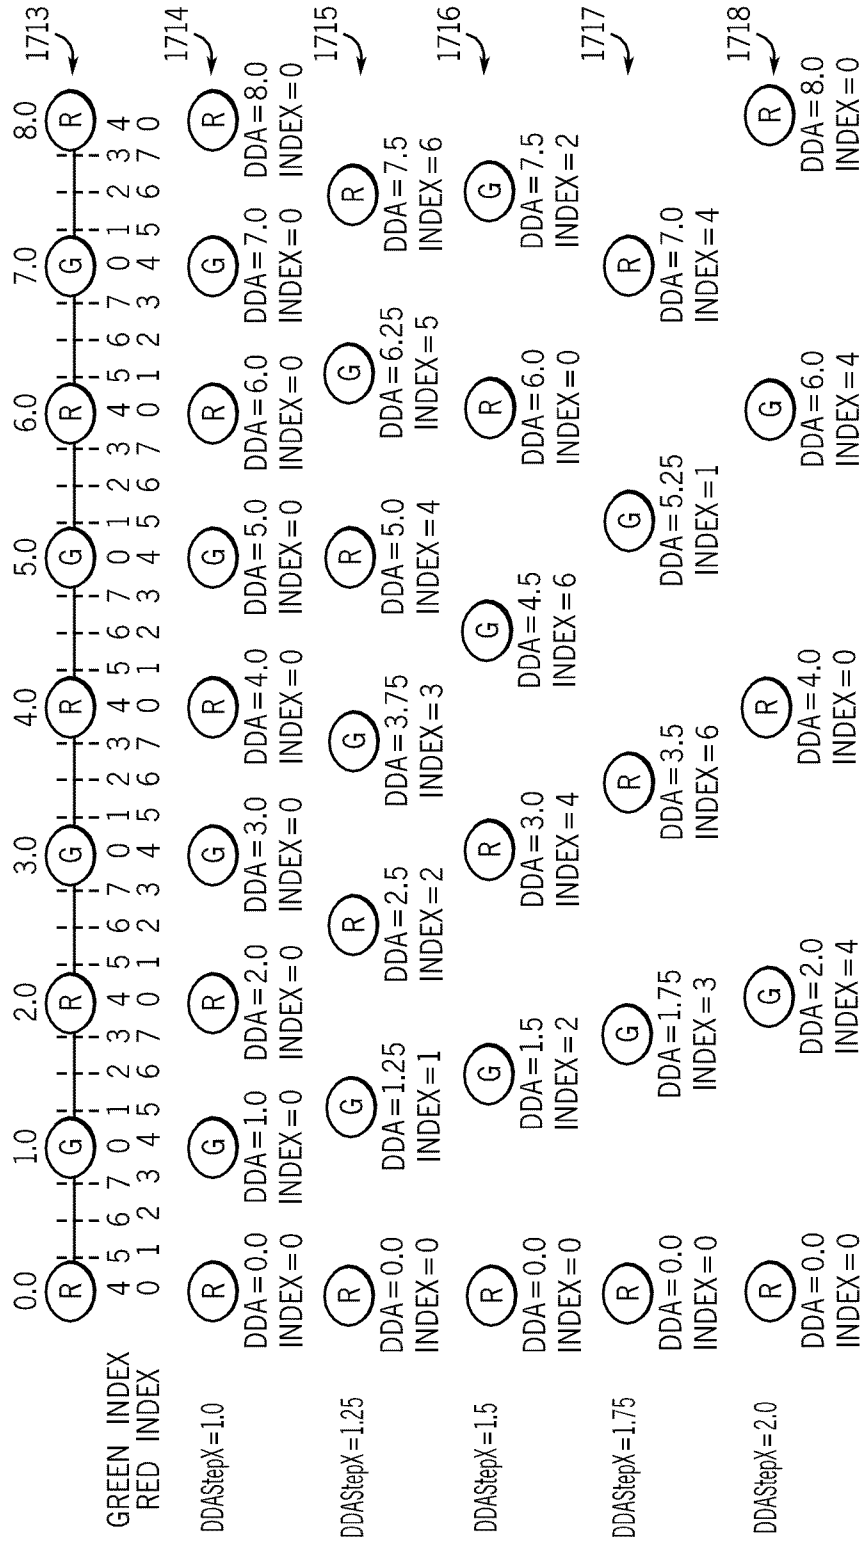 0.0 1.0 2.0 3.0 4.0 5.0 6.0 7.0 8.0 1713
R G R G R G R G R
GREEN INDEX 4 5 6 7 0 1 2 3 4 5 6 7 0 1 2 3 4 5 6 7 0 1 2 3 4 5 6 7 0 1 2 3 4
RED INDEX 0 1 2 3 4 5 6 7 0 1 2 3 4 5 6 7 0 1 2 3 4 5 6 7 0 1 2 3 4 5 6 7 0
1714
DDAStepX=1.0 R G R G R G R G R
DDA=0.0 DDA=1.0 DDA=2.0 DDA=3.0 DDA=4.0 DDA=5.0 DDA=6.0 DDA=7.0 DDA=8.0
INDEX=0 INDEX=0 INDEX=0 INDEX=0 INDEX=0 INDEX=0 INDEX=0 INDEX=0 INDEX=0
1715
DDAStepX=1.25 R G R G R G R
DDA=0.0 DDA=1.25 DDA=2.5 DDA=3.75 DDA=5.0 DDA=6.25 DDA=7.5
INDEX=0 INDEX=1 INDEX=2 INDEX=3 INDEX=4 INDEX=5 INDEX=6
1716
DDAStepX=1.5 R G R G R G
DDA=0.0 DDA=1.5 DDA=3.0 DDA=4.5 DDA=6.0 DDA=7.5
INDEX=0 INDEX=2 INDEX=4 INDEX=6 INDEX=0 INDEX=2
1717
DDAStepX=1.75 R G R G R
DDA=0.0 DDA=1.75 DDA=3.5 DDA=5.25 DDA=7.0
INDEX=0 INDEX=3 INDEX=6 INDEX=1 INDEX=4
1718
DDAStepX=2.0 R G R G R
DDA=0.0 DDA=2.0 DDA=4.0 DDA=6.0 DDA=8.0
INDEX=0 INDEX=4 INDEX=0 INDEX=4 INDEX=0